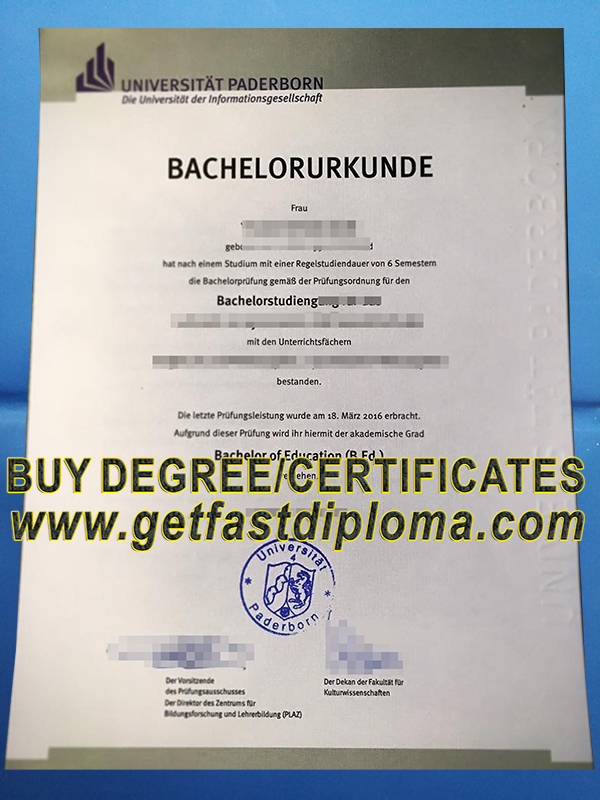 UNIVERSITÄT PADERBORN
Die Universität der Informationsgesellschaft
BACHELORURKUNDE
Frau
hat nach einem Studium mit einer Regelstudiendauer von 6 Semestern
die Bachelorprüfung gemäß der Prüfungsordnung für den
mit den Unterrichtsfächern
bestanden.
Die letzte Prüfungsleistung wurde am 18. März 2016 erbracht.
Aufgrund dieser Prüfung wird ihr hiermit der akademische Grad
Bachelor of Education (B.Ed.)
BUY DEGREE/CERTIFICATES
www.getfastdiploma.com
Universität
4
Paderborn
Der Vorsitzende
des Prüfungsausschusses
Der Direktor des Zentrums für
Bildungsforschung und Lehrerbildung (PLAZ)
Der Dekan der Fakultät für
Kulturwissenschaften